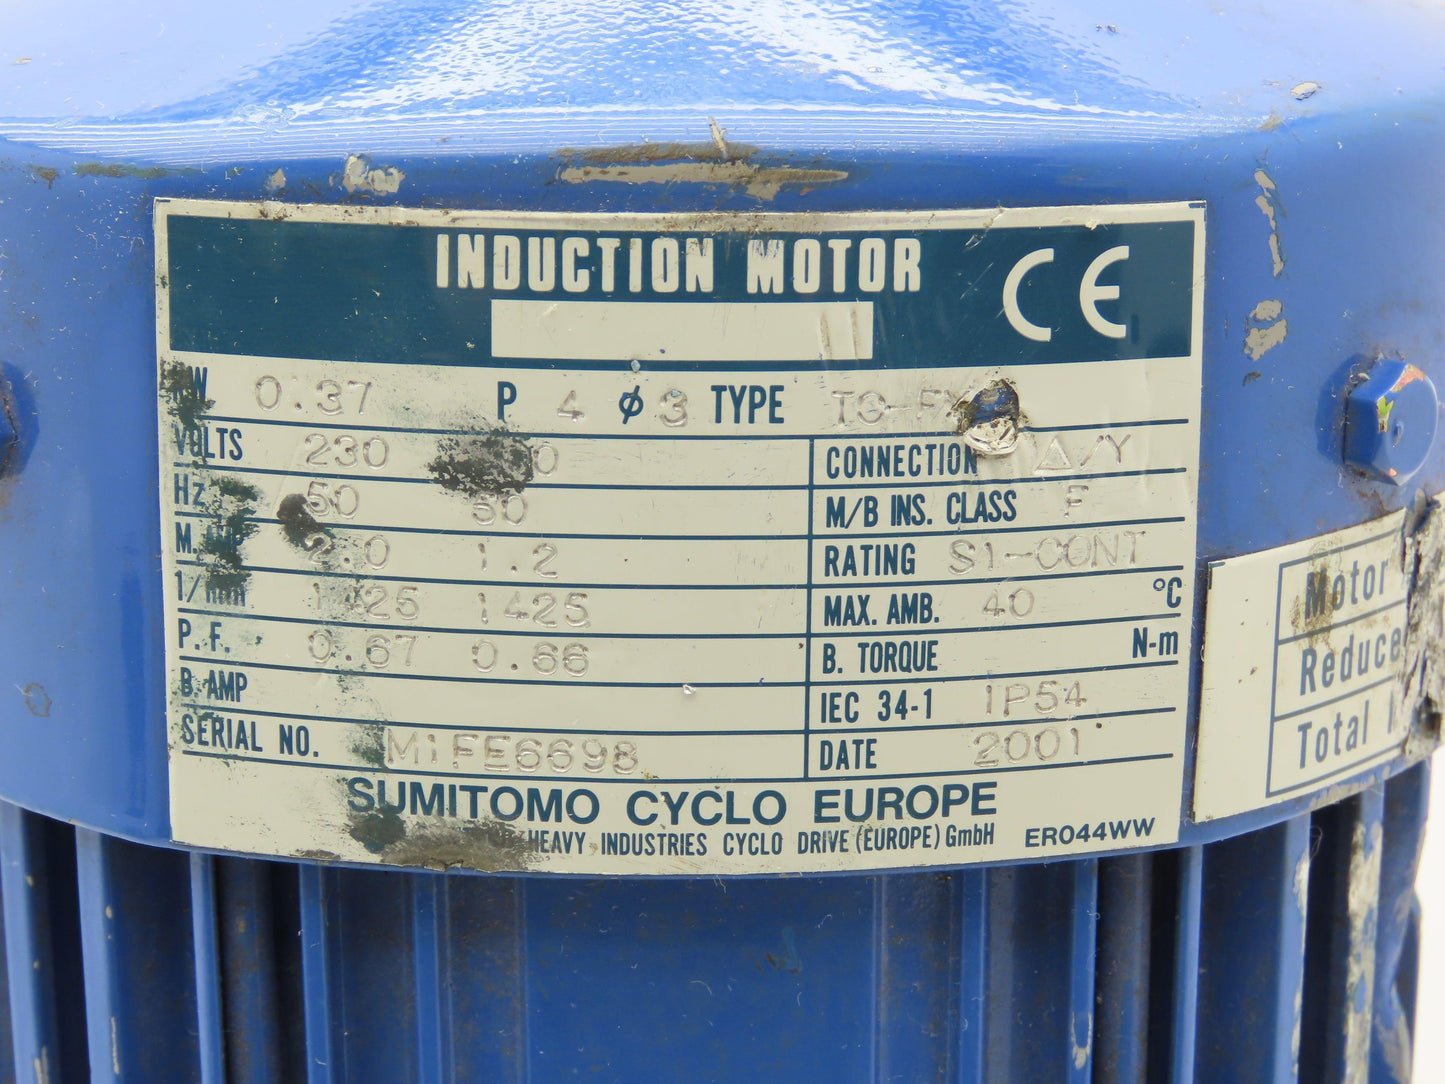 INDUCTION MOTOR CE
0.37 P 4 ϕ 3 TYPE
VOLTS 230 CONNECTION △/Y
Hz 50 50 M/B INS. CLASS F
2.0 1.2 RATING S1-CONT
1425 1425 MAX. AMB. 40 °C
P.F. 0.67 0.66 B. TORQUE N-m
B. AMP IEC 34-1 IP54
SERIAL NO. M1FE6698 DATE 2001
SUMITOMO CYCLO EUROPE
HEAVY INDUSTRIES CYCLO DRIVE (EUROPE) GmbH ER044WW
Motor
Total